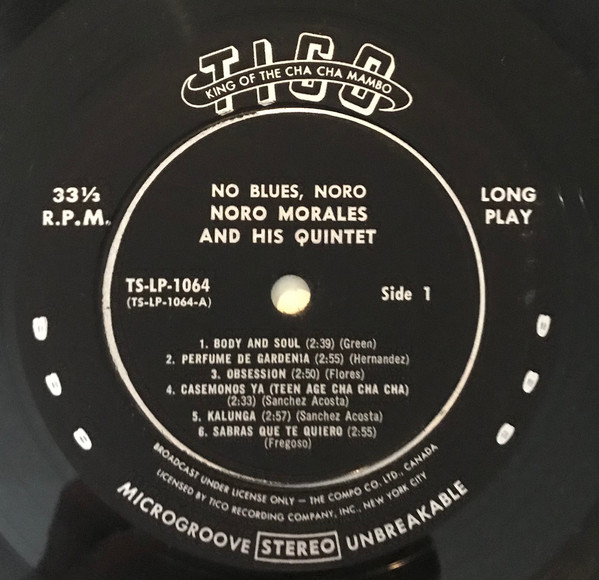 TICO
KING OF THE CHA CHA MAMBO
33⅓
R.P.M.
LONG
PLAY
NO BLUES, NORO
NORO MORALES
AND HIS QUINTET
TS-LP-1064
(TS-LP-1064-A)
Side 1
1. BODY AND SOUL (2:39) (Green)
2. PERFUME DE GARDENIA (2:55) (Hernandez)
3. OBSESSION (2:50) (Flores)
4. CASEMONOS YA (TEEN AGE CHA CHA CHA)
(2:33) (Sanchez Acosta)
5. KALUNGA (2:57) (Sanchez Acosta)
6. SABRAS QUE TE QUIERO (2:55)
(Fregoso)
BROADCAST UNDER LICENSE ONLY — THE COMPO CO. LTD., CANADA
LICENSED BY TICO RECORDING COMPANY, INC., NEW YORK CITY
MICROGROOVE STEREO UNBREAKABLE